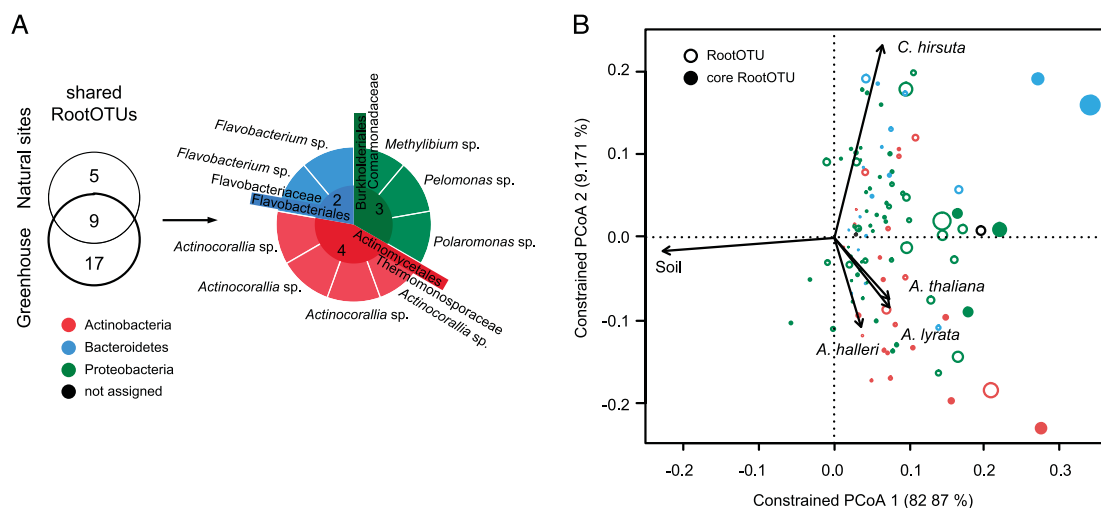 A
shared
RootOTUs
Natural sites
Greenhouse
5
9
17
Flavobacterium sp.
Flavobacterium sp.
Flavobacteriaceae
Flavobacteriales
2
Burkholderiales
Comamonadaceae
3
Methylibium sp.
Pelomonas sp.
Polaromonas sp.
4
Actinomycetales
Thermomonosporaceae
Actinocorallia sp.
Actinocorallia sp.
Actinocorallia sp.
Actinocorallia sp.
Actinobacteria
Bacteroidetes
Proteobacteria
not assigned
B
RootOTU
core RootOTU
C. hirsuta
Soil
A. thaliana
A. lyrata
A. halleri
Constrained PCoA 2 (9.171 %)
0.2
0.1
0.0
-0.1
-0.2
-0.2
-0.1
0.0
0.1
0.2
0.3
Constrained PCoA 1 (82 87 %)